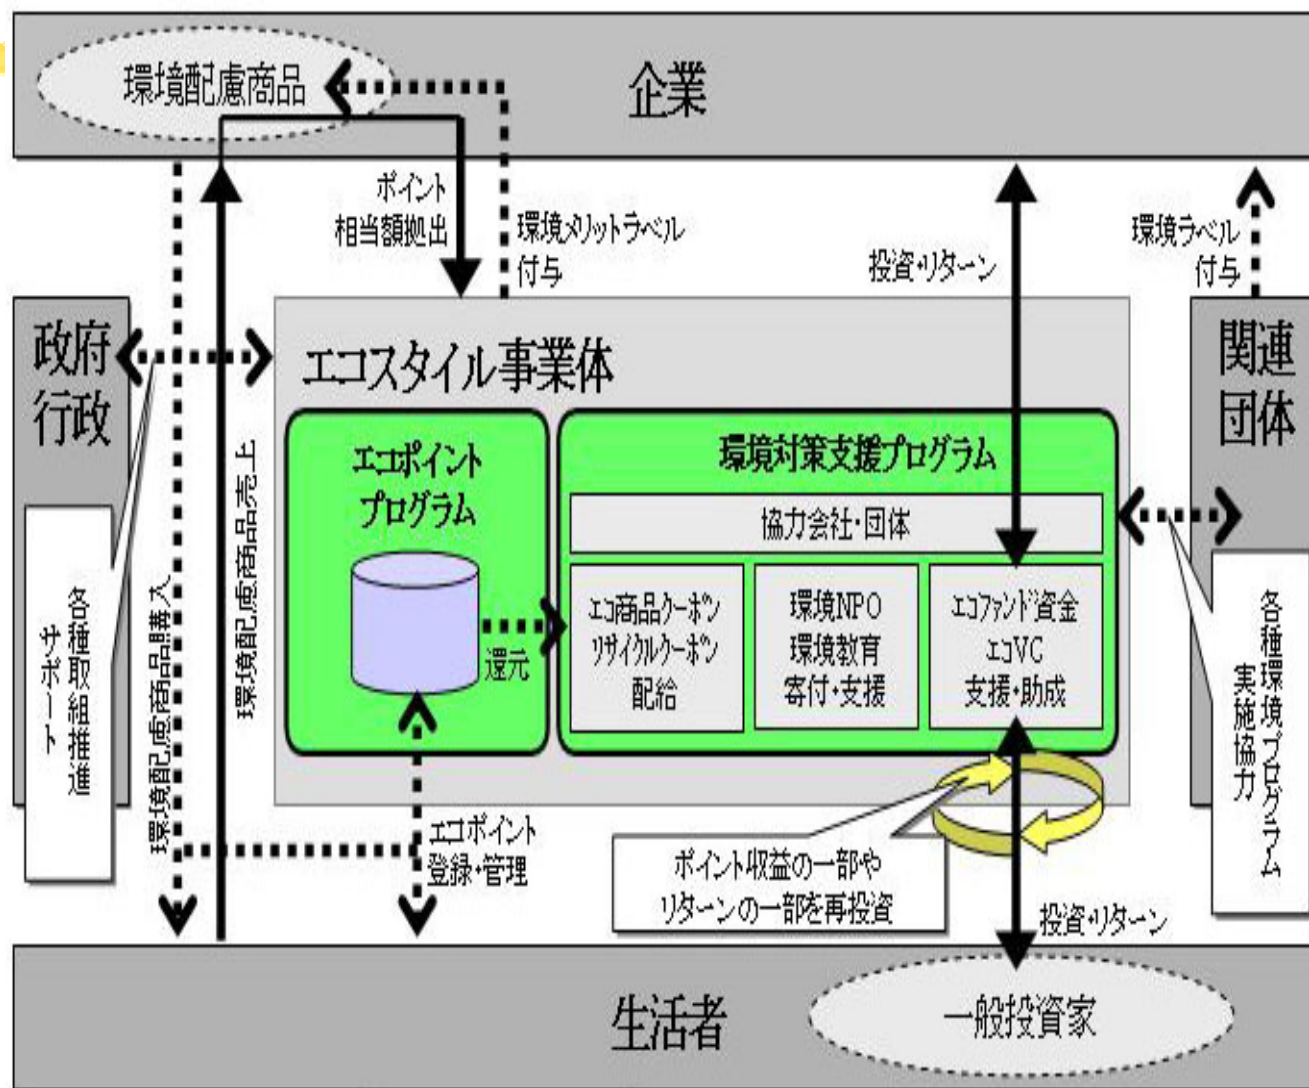 環境配慮商品
企業
ポイント
相当額拠出
環境メリットラベル
付与
投資・リターン
環境ラベル
付与
政府
行政
エコスタイル事業体
関連
団体
エコポイント
プログラム
環境対策支援プログラム
協力会社・団体
エコ商品クーポン
リサイクルクーポン
配給
環境NPO
環境教育
寄付・支援
エコファンド資金
エコVC
支援・助成
還元
各種取組推進
サポート
環境配慮商品購入
環境配慮商品売上
各種環境プログラム
実施協力
エコポイント
登録・管理
ポイント収益の一部や
リターンの一部を再投資
投資・リターン
生活者
一般投資家